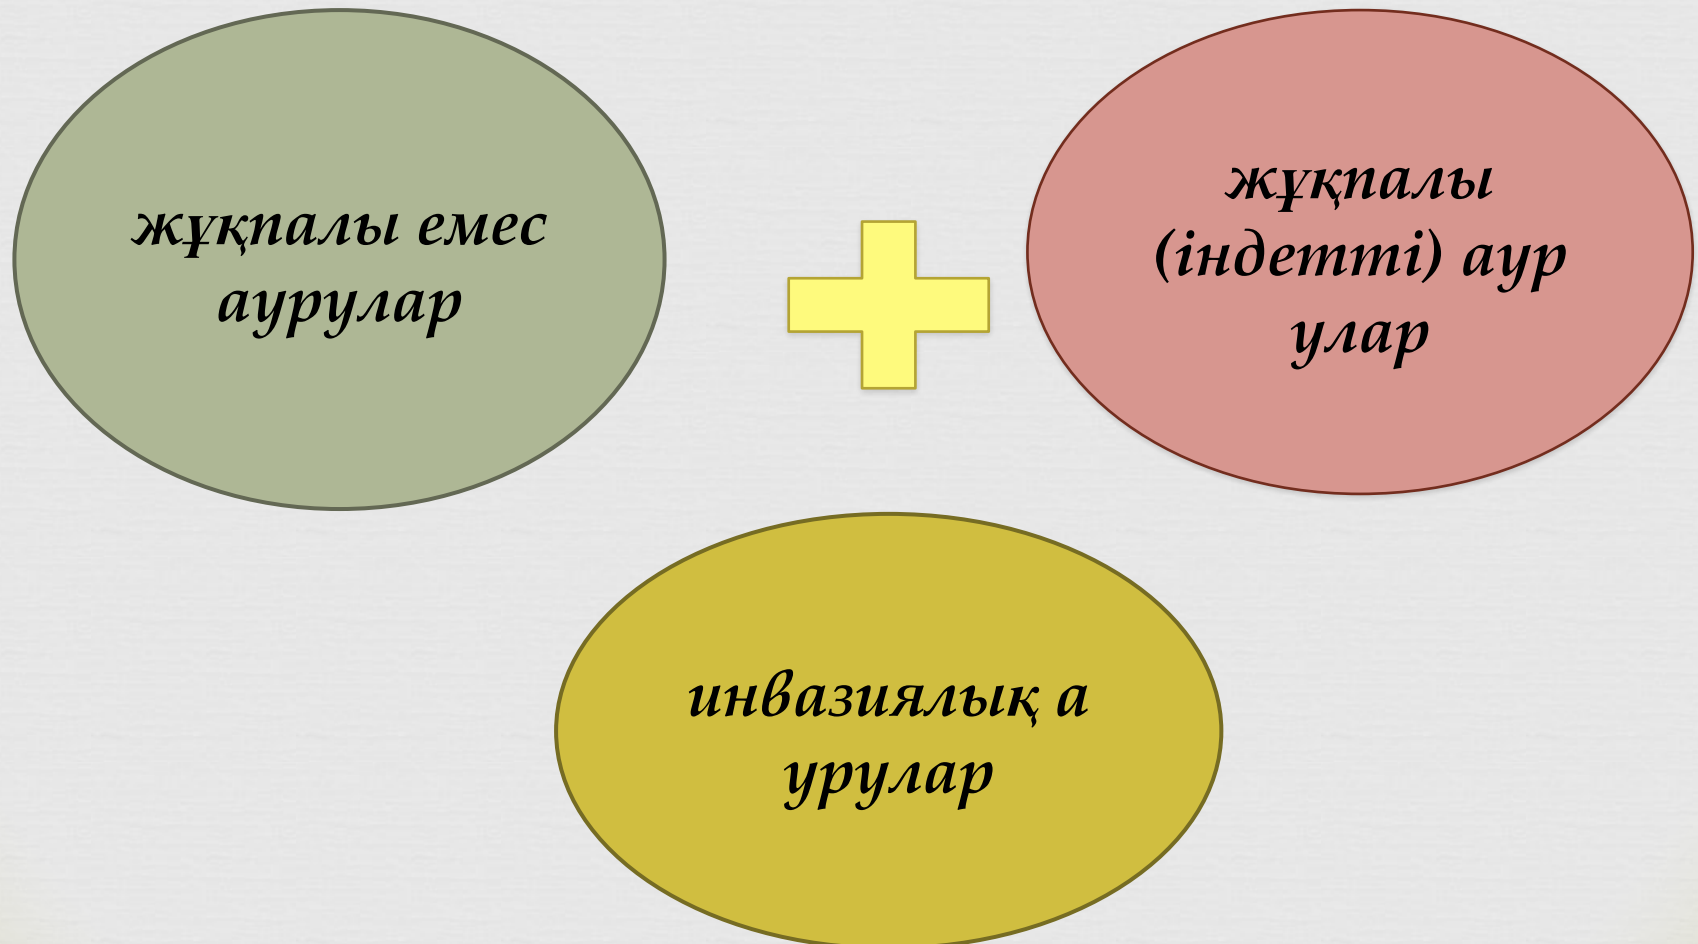 жұқпалы емес
аурулар
жұқпалы
(індетті) аур
улар
инвазиялық а
урулар